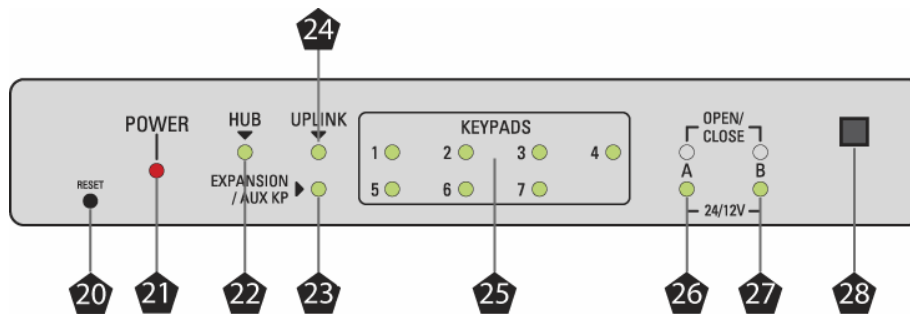 24
POWER
HUB
UPLINK
KEYPADS
OPEN/
CLOSE
1 2 3 4
A B
RESET
EXPANSION
/ AUX KP
5 6 7
24/12V
20 21 22 23 25 26 27 28